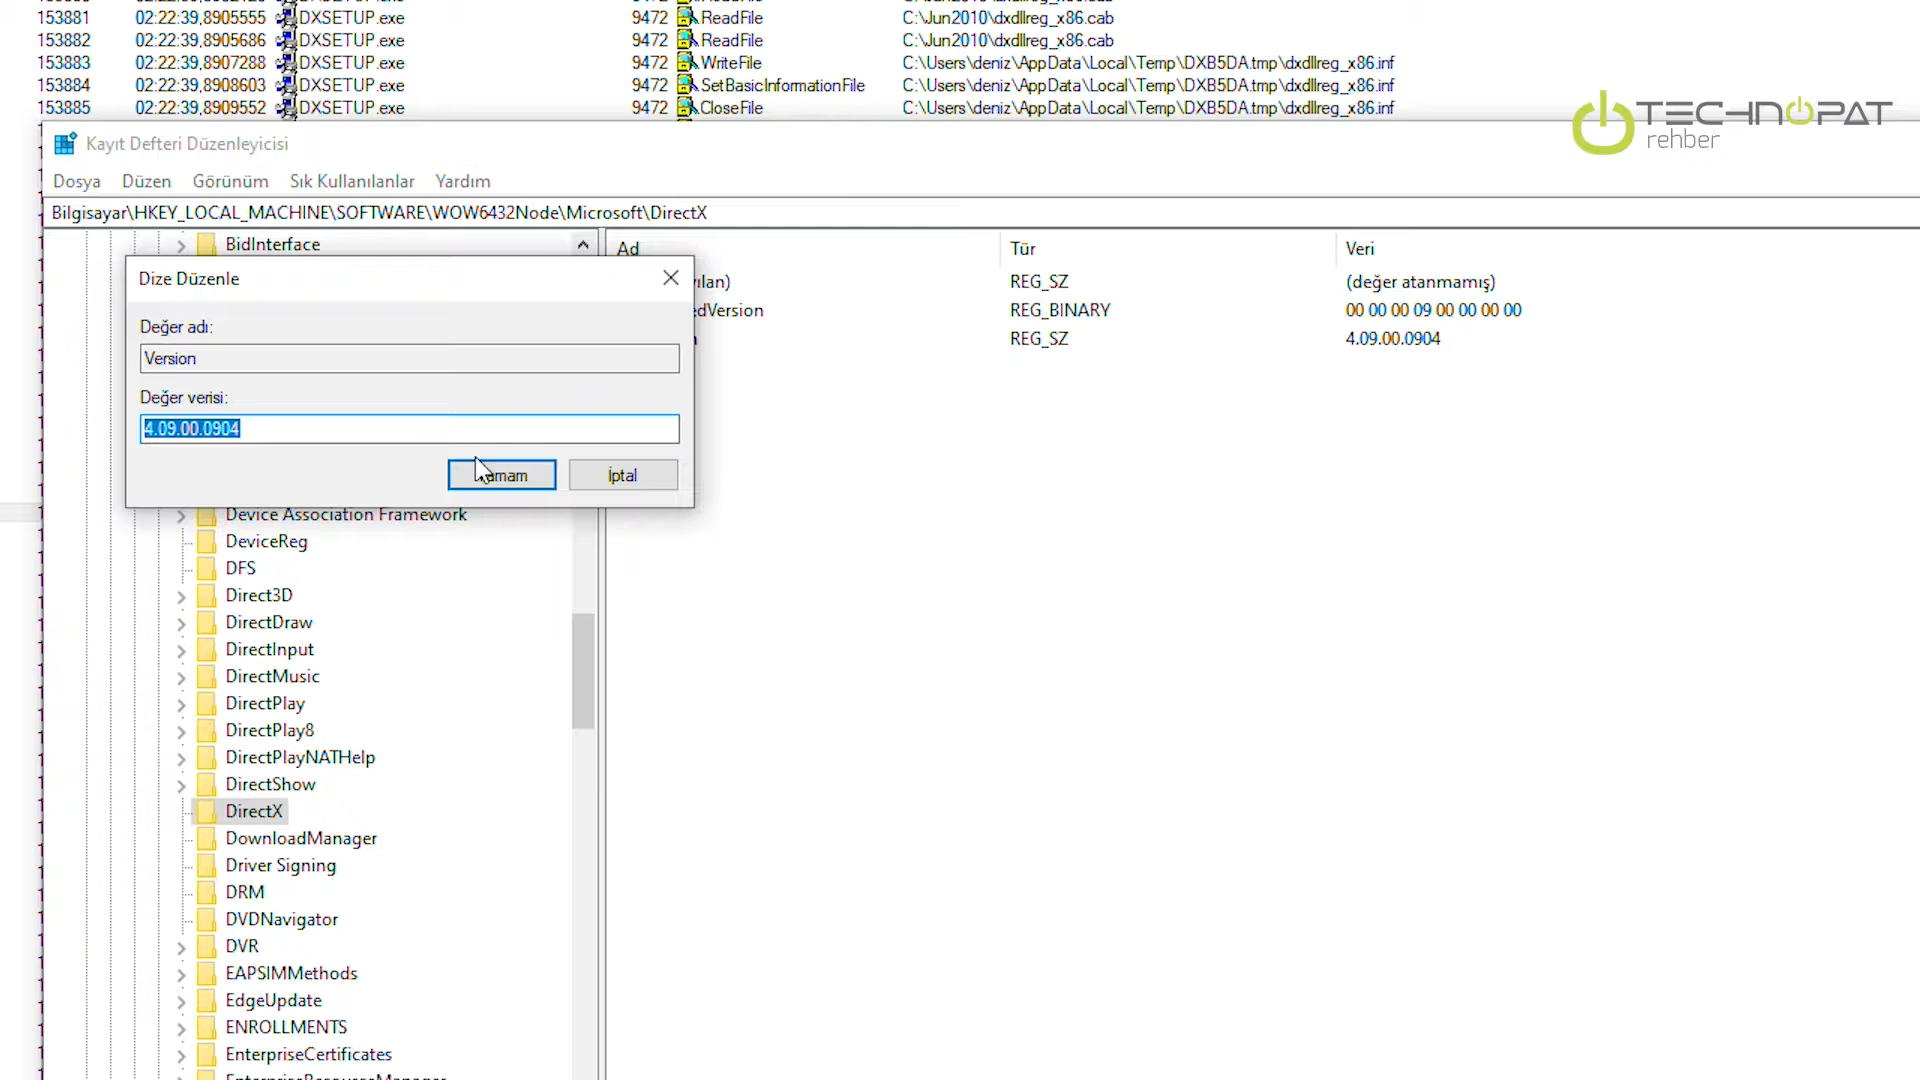 153881 02:22:39,8905555 DXSETUP.exe 9472 ReadFile C:\Jun2010\dxdllreg_x86.cab
153882 02:22:39,8905686 DXSETUP.exe 9472 ReadFile C:\Jun2010\dxdllreg_x86.cab
153883 02:22:39,8907288 DXSETUP.exe 9472 WriteFile C:\Users\deniz\AppData\Local\Temp\DXB5DA.tmp\dxdllreg_x86.inf
153884 02:22:39,8908603 DXSETUP.exe 9472 SetBasicInformationFile C:\Users\deniz\AppData\Local\Temp\DXB5DA.tmp\dxdllreg_x86.inf
153885 02:22:39,8909552 DXSETUP.exe 9472 CloseFile C:\Users\deniz\AppData\Local\Temp\DXB5DA.tmp\dxdllreg_x86.inf
TECHNOPAT
rehber
Kayıt Defteri Düzenleyicisi
Dosya Düzen Görünüm Sık Kullanılanlar Yardım
Bilgisayar\HKEY_LOCAL_MACHINE\SOFTWARE\WOW6432Node\Microsoft\DirectX
BidInterface
Ad Tür Veri
REG_SZ (değer atanmamış)
edVersion REG_BINARY 00 00 00 09 00 00 00 00
REG_SZ 4.09.00.0904
Dize Düzenle
Değer adı:
Version
Değer verisi:
4.09.00.0904
İptal
Device Association Framework
DeviceReg
DFS
Direct3D
DirectDraw
DirectInput
DirectMusic
DirectPlay
DirectPlay8
DirectPlayNATHelp
DirectShow
DirectX
DownloadManager
Driver Signing
DRM
DVDNavigator
DVR
EAPSIMMethods
EdgeUpdate
ENROLLMENTS
EnterpriseCertificates